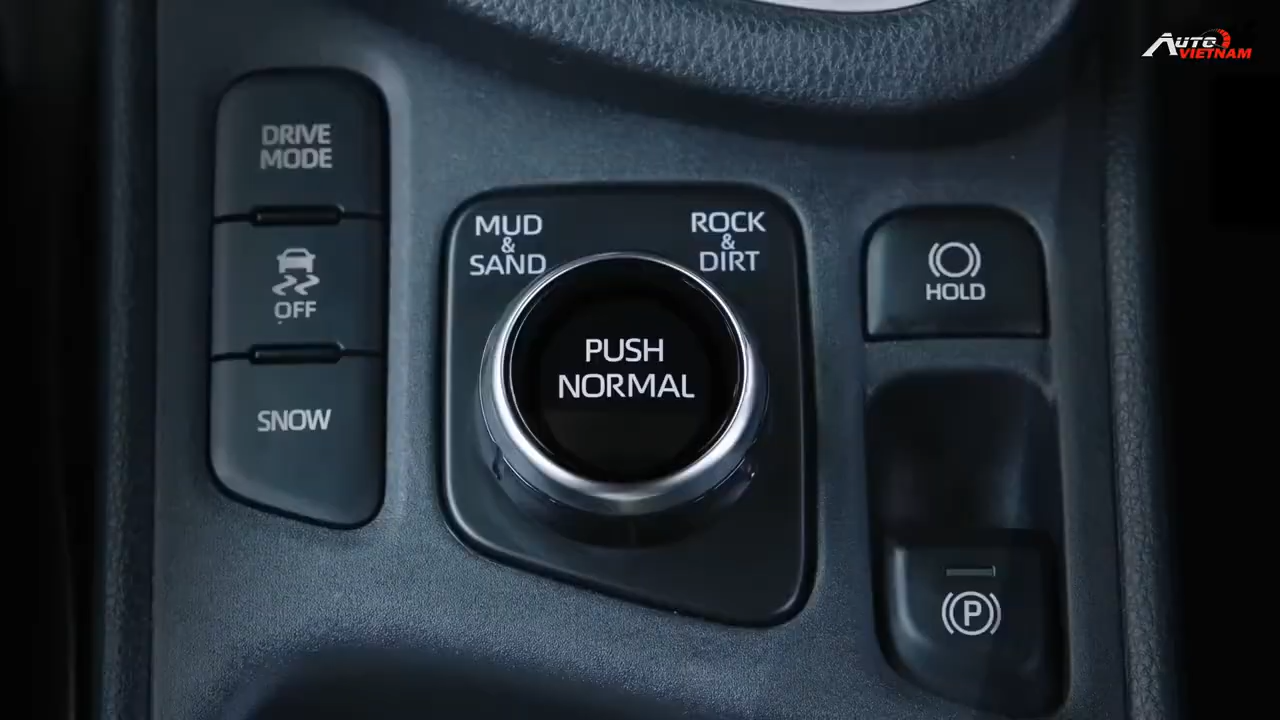 AUTO
VIETNAM
DRIVE
MODE
OFF
SNOW
MUD
&
SAND
ROCK
&
DIRT
PUSH
NORMAL
HOLD
P